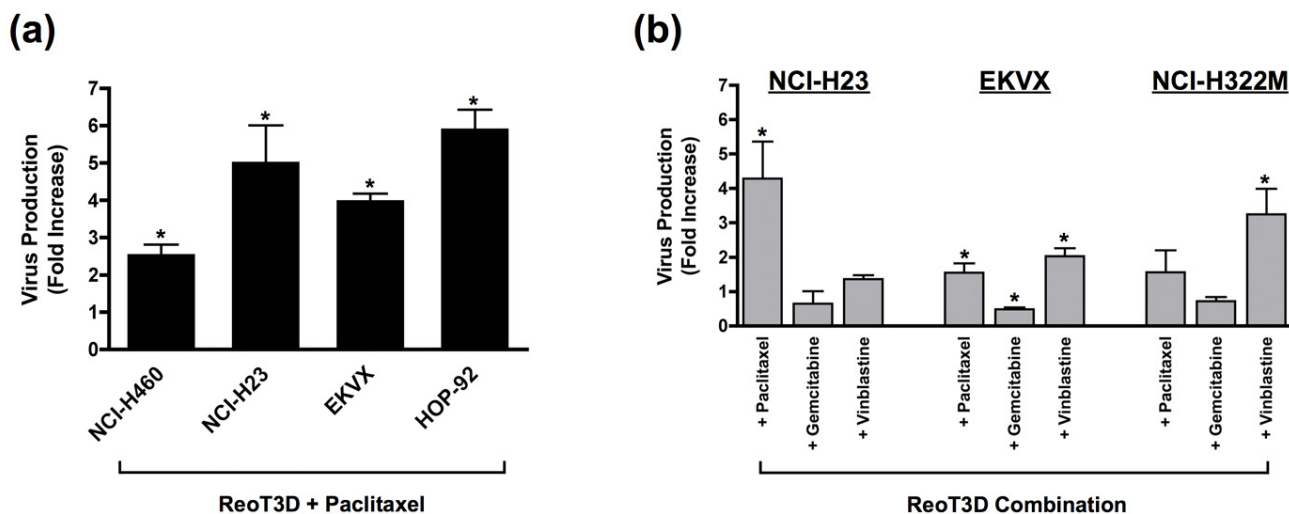 (a)
Virus Production
(Fold Increase)
7
6
5
4
3
2
1
0
*
*
*
*
NCI-H460
NCI-H23
EKVX
HOP-92
ReoT3D + Paclitaxel
(b)
NCI-H23 EKVX NCI-H322M
Virus Production
(Fold Increase)
7
6
5
4
3
2
1
0
*
*
*
*
*
+ Paclitaxel
+ Gemcitabine
+ Vinblastine
+ Paclitaxel
+ Gemcitabine
+ Vinblastine
+ Paclitaxel
+ Gemcitabine
+ Vinblastine
ReoT3D Combination